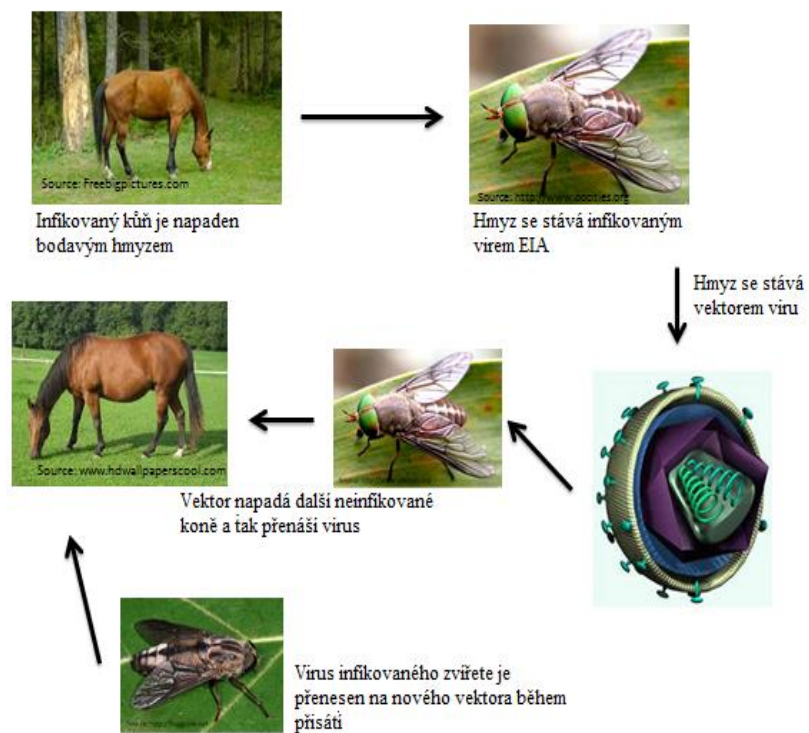 Source: Freebigpictures.com
Infikovaný kůň je napaden
bodavým hmyzem
Hmyz se stává infikovaným
virem EIA
Hmyz se stává
vektorem viru
Source: www.hdwallpaperscool.com
Vektor napadá další neinfikované
koně a tak přenáši virus
Virus infikovaného zvířete je
přenesen na nového vektora během
přisátí